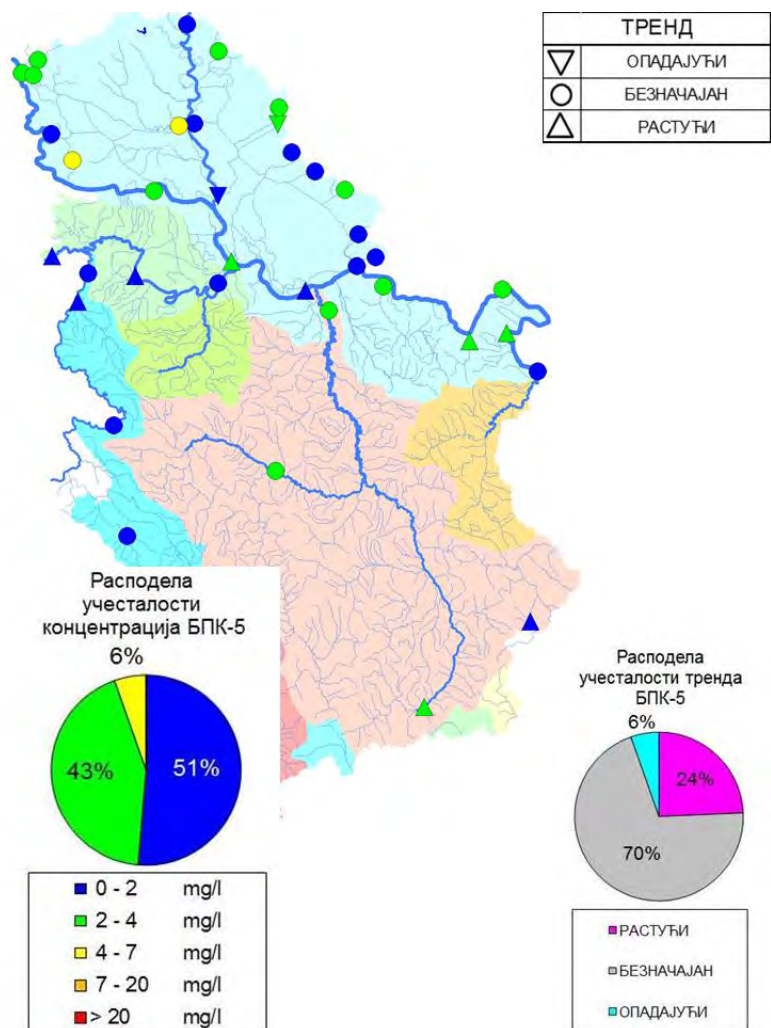 ТРЕНД
ОПАДАЈУЋИ
БЕЗНАЧАЈАН
РАСТУЋИ
Расподела
учесталости
концентрација БПК-5
6%
43%
51%
0 - 2 mg/l
2 - 4 mg/l
4 - 7 mg/l
7 - 20 mg/l
> 20 mg/l
Расподела
учесталости тренда
БПК-5
6%
24%
70%
РАСТУЋИ
БЕЗНАЧАЈАН
ОПАДАЈУЋИ